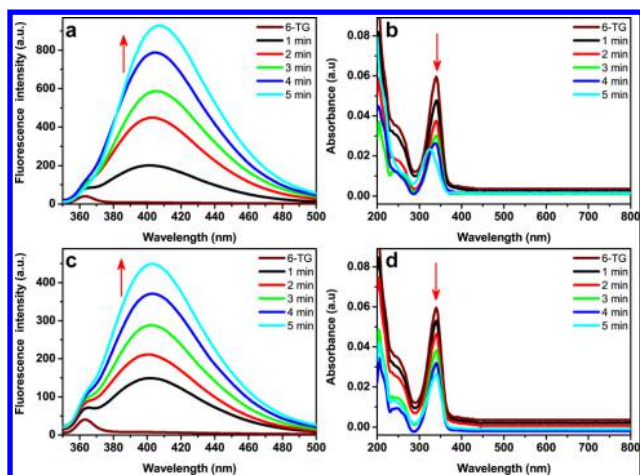 a
6-TG
1 min
2 min
3 min
4 min
5 min
Fluorescence intensity (a.u.)
800
600
400
200
0
360 380 400 420 440 460 480 500
Wavelength (nm)
b
6-TG
1 min
2 min
3 min
4 min
5 min
Absorbance (a.u)
0.08
0.06
0.04
0.02
0.00
200 300 400 500 600 700 800
Wavelength (nm)
c
6-TG
1 min
2 min
3 min
4 min
5 min
Fluorescence intensity (a.u.)
400
300
200
100
0
360 380 400 420 440 460 480 500
Wavelength (nm)
d
6-TG
1 min
2 min
3 min
4 min
5 min
Absorbance (a.u)
0.08
0.06
0.04
0.02
0.00
200 300 400 500 600 700 800
Wavelength (nm)